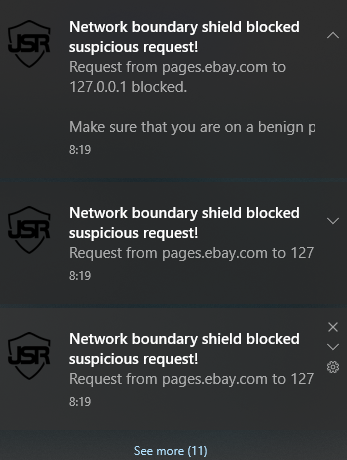 JSR
Network boundary shield blocked
suspicious request!
Request from pages.ebay.com to
127.0.0.1 blocked.
Make sure that you are on a benign p
8:19
JSR
Network boundary shield blocked
suspicious request!
Request from pages.ebay.com to 127
8:19
JSR
Network boundary shield blocked
suspicious request!
Request from pages.ebay.com to 127
8:19
See more (11)